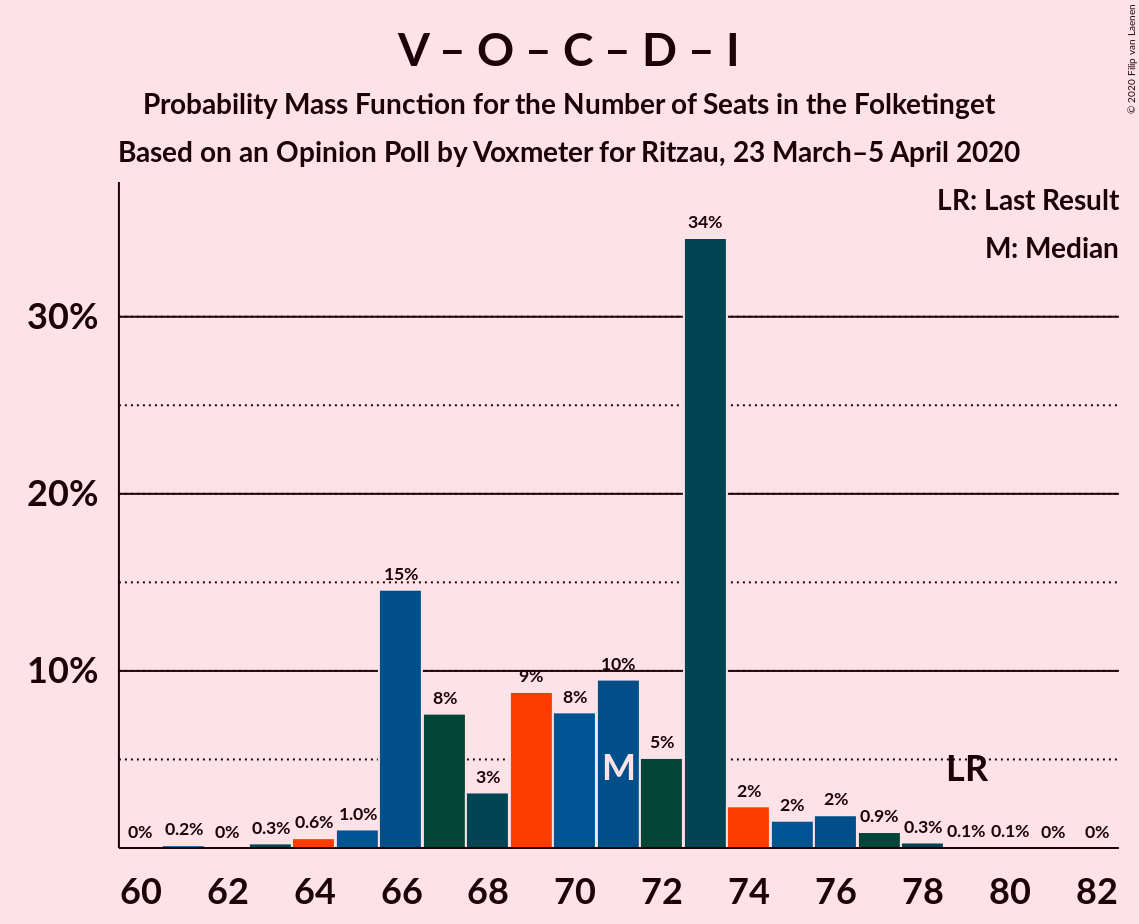 V – O – C – D – I
Probability Mass Function for the Number of Seats in the Folketinget
Based on an Opinion Poll by Voxmeter for Ritzau, 23 March–5 April 2020
© 2020 Filip van Laenen
LR: Last Result
M: Median
30%
20%
10%
0% 0.2% 0% 0.3% 0.6% 1.0% 15% 8% 3% 9% 8% 10% 5% 34% 2% 2% 2% 0.9% 0.3% 0.1% 0.1% 0% 0%
M
LR
60 62 64 66 68 70 72 74 76 78 80 82